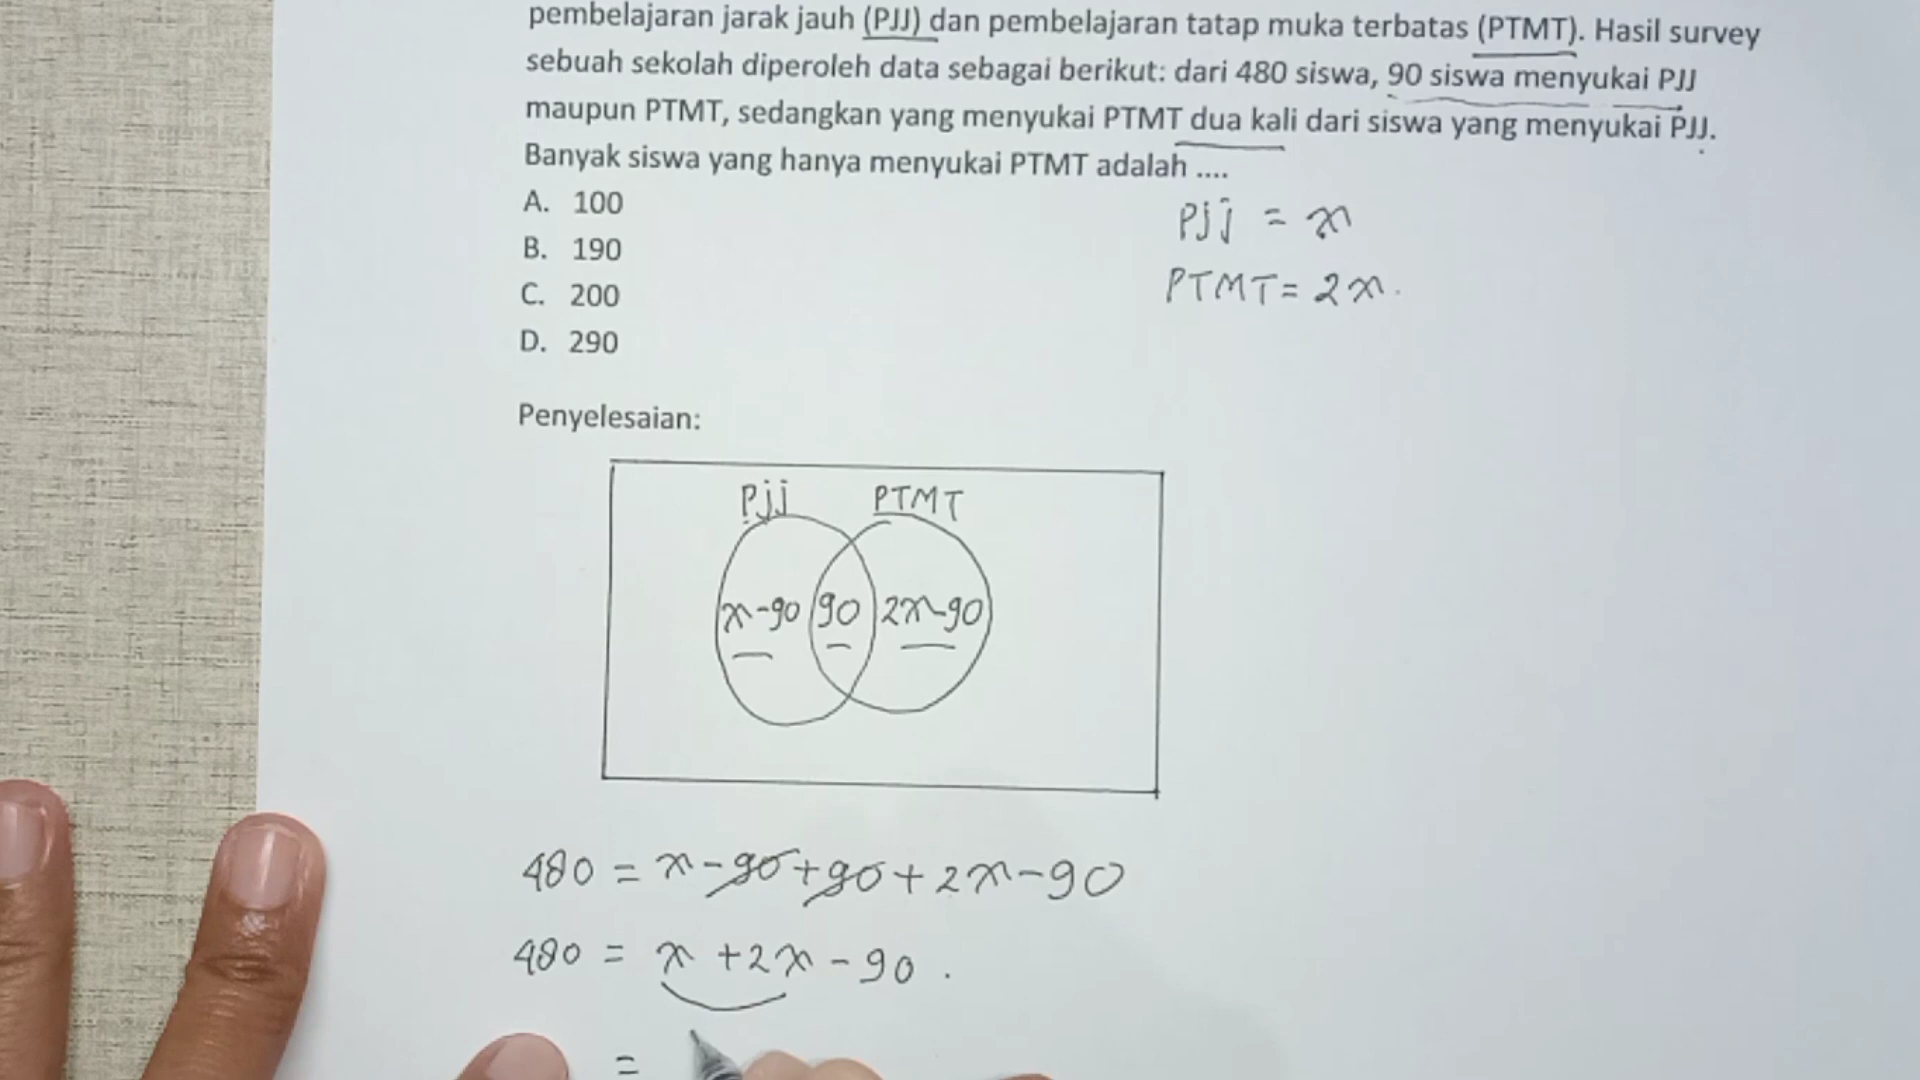 pembelajaran jarak jauh (PJJ) dan pembelajaran tatap muka terbatas (PTMT). Hasil survey
sebuah sekolah diperoleh data sebagai berikut: dari 480 siswa, 90 siswa menyukai PJJ
maupun PTMT, sedangkan yang menyukai PTMT dua kali dari siswa yang menyukai PJJ.
Banyak siswa yang hanya menyukai PTMT adalah ....
A. 100
B. 190
C. 200
D. 290
Pjj = x
PTMT = 2x.
Penyelesaian:
Pjj PTMT
x-90 90 2x-90
480 = x-90+90+2x-90
480 = x +2x - 90 .
=